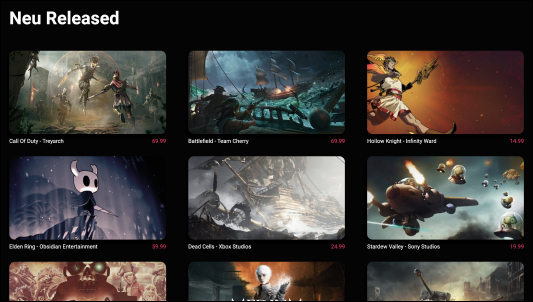 Neu Released
Call Of Duty - Treyarch 69.99
Battlefield - Team Cherry 69.99
Hollow Knight - Infinity Ward 14.99
Elden Ring - Obsidian Entertainment 39.99
Dead Cells - Xbox Studios 24.99
Stardew Valley - Sony Studios 19.99